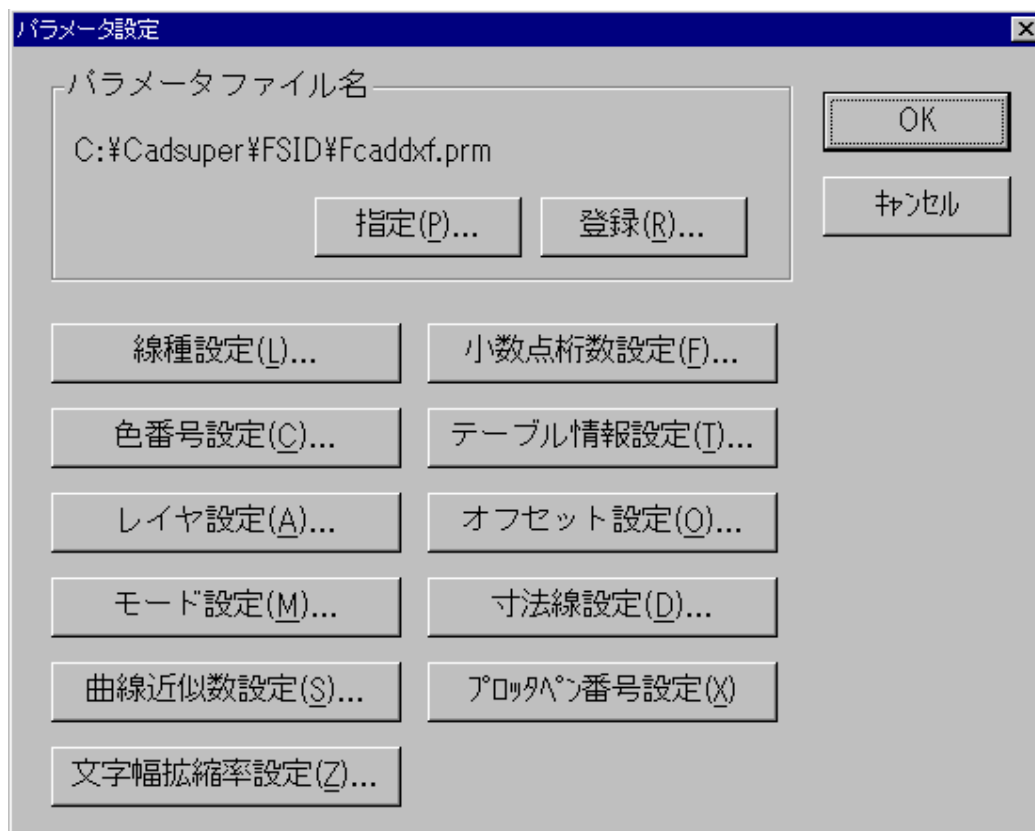 パラメータ設定
パラメータファイル名
C:¥Cadsuper¥FSID¥Fcaddxf.prm
指定(P)... 登録(R)...
OK
キャンセル
線種設定(L)... 小数点桁数設定(F)...
色番号設定(C)... テーブル情報設定(T)...
レイヤ設定(A)... オフセット設定(O)...
モード設定(M)... 寸法線設定(D)...
曲線近似数設定(S)... プロッタペン番号設定(X)
文字幅拡縮率設定(Z)...